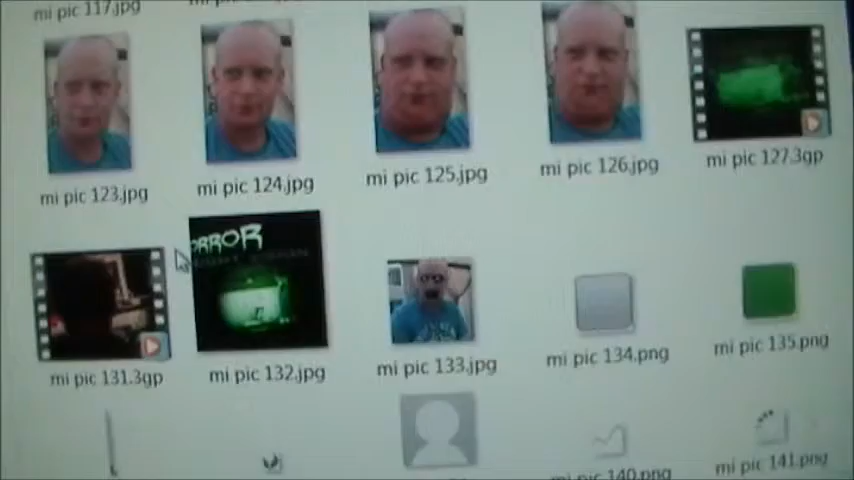 mi pic 117.jpg
mi pic 123.jpg
mi pic 124.jpg
mi pic 125.jpg
mi pic 126.jpg
mi pic 127.3gp
ORROR
mi pic 131.3gp
mi pic 132.jpg
mi pic 133.jpg
mi pic 134.png
mi pic 135.png
mi pic 140.png
mi pic 141.png